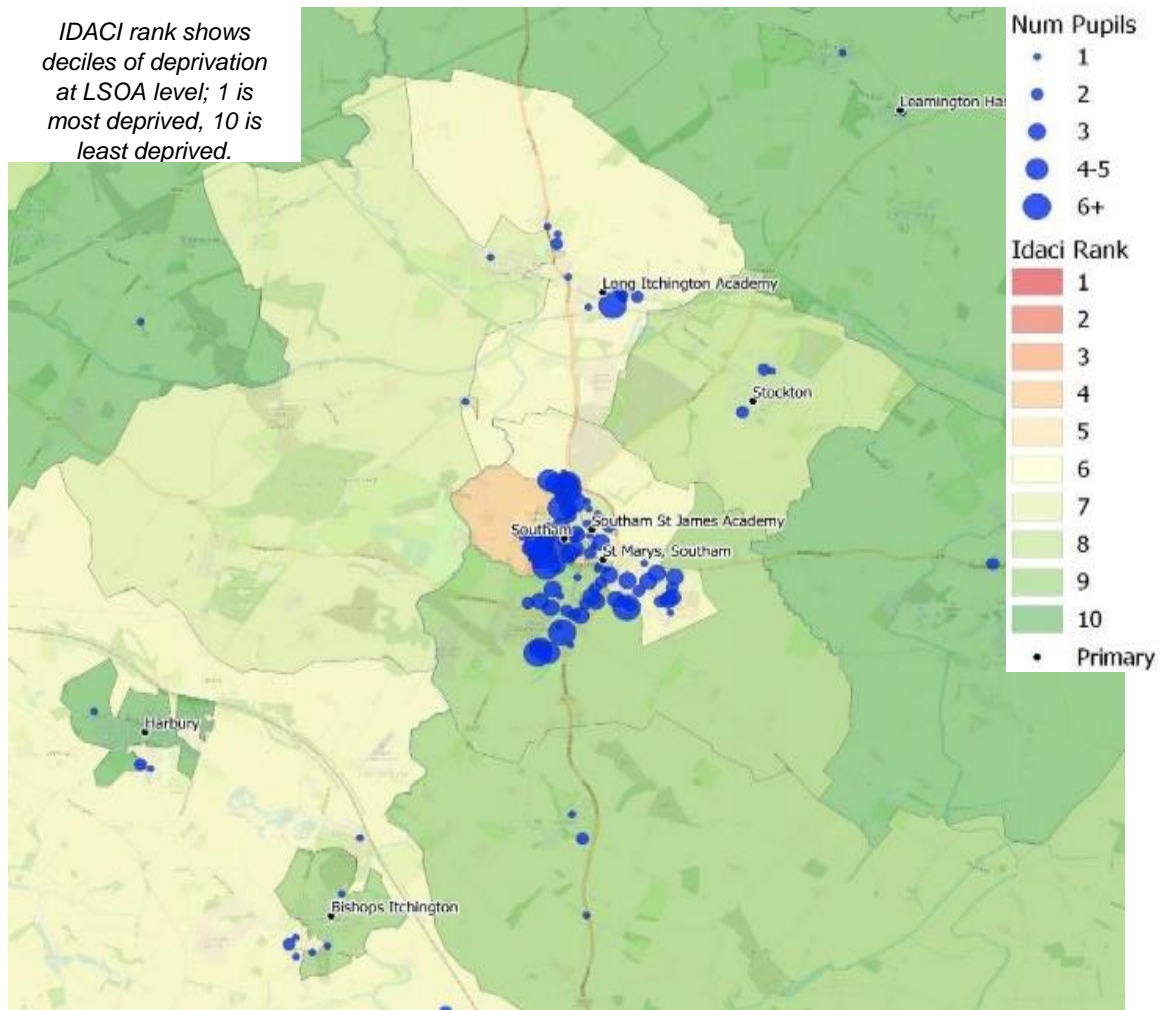 IDACI rank shows
deciles of deprivation
at LSOA level; 1 is
most deprived, 10 is
least deprived.
Num Pupils
1
2
3
4-5
6+
Idaci Rank
1
2
3
4
5
6
7
8
9
10
Primary
Leamington Has
Long Itchington Academy
Stockton
Southam St James Academy
Southam
St Marys, Southam
Harbury
Bishops Itchington